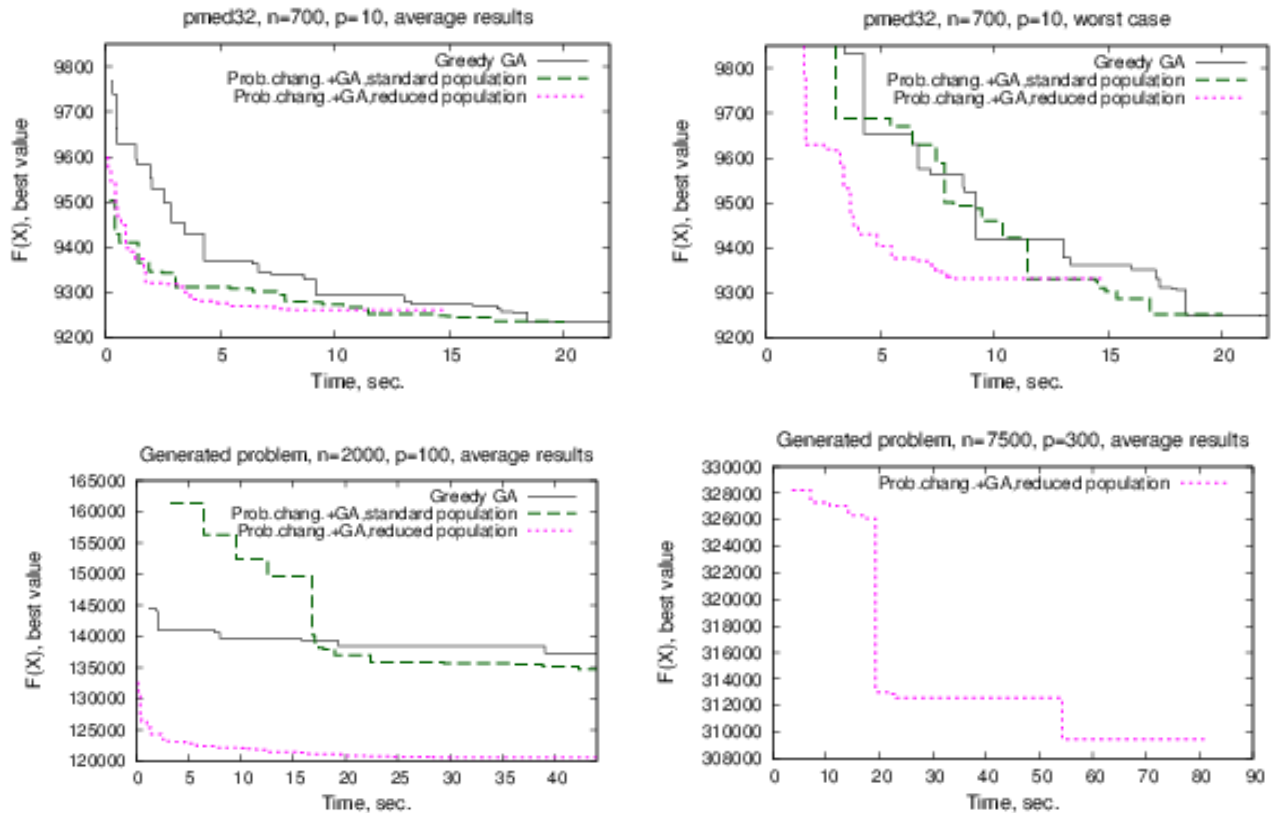 pmed32, n=700, p=10, average results
Greedy GA
Prob.chang.+GA,standard population
Prob.chang.+GA,reduced population
9800
9700
9600
9500
9400
9300
9200
F(X), best value
0 5 10 15 20
Time, sec.
pmed32, n=700, p=10, worst case
Greedy GA
Prob.chang.+GA,standard population
Prob.chang.+GA,reduced population
9800
9700
9600
9500
9400
9300
9200
F(X), best value
0 5 10 15 20
Time, sec.
Generated problem, n=2000, p=100, average results
Greedy GA
Prob.chang.+GA,standard population
Prob.chang.+GA,reduced population
165000
160000
155000
150000
145000
140000
135000
130000
125000
120000
F(X), best value
0 5 10 15 20 25 30 35 40
Time, sec.
Generated problem, n=7500, p=300, average results
Prob.chang.+GA,reduced population
330000
328000
326000
324000
322000
320000
318000
316000
314000
312000
310000
308000
F(X), best value
0 10 20 30 40 50 60 70 80 90
Time, sec.